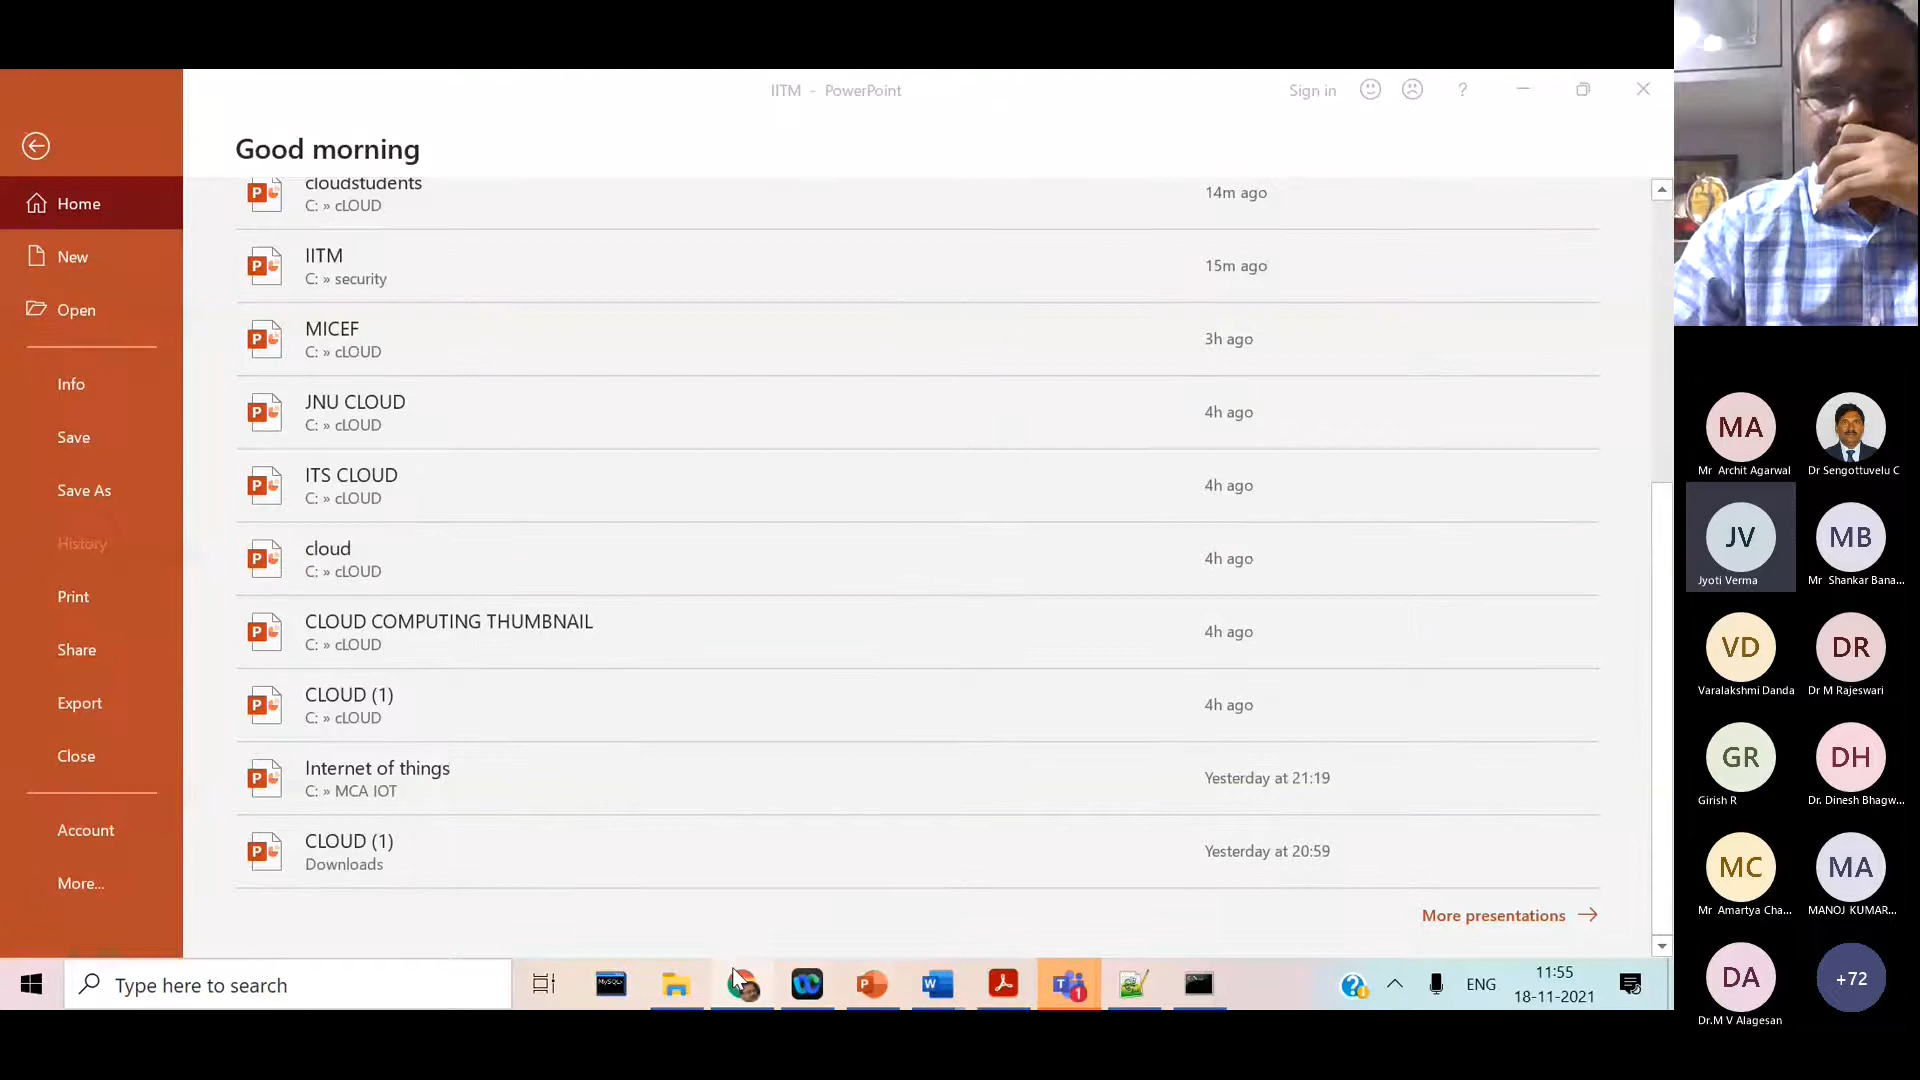 IITM - PowerPoint
Sign in
?
Good morning
Home
New
Open
Info
Save
Save As
History
Print
Share
Export
Close
Account
More...
cloudstudents
C: » cLOUD
14m ago
IITM
C: » security
15m ago
MICEF
C: » cLOUD
3h ago
JNU CLOUD
C: » cLOUD
4h ago
ITS CLOUD
C: » cLOUD
4h ago
cloud
C: » cLOUD
4h ago
CLOUD COMPUTING THUMBNAIL
C: » cLOUD
4h ago
CLOUD (1)
C: » cLOUD
4h ago
Internet of things
C: » MCA IOT
Yesterday at 21:19
CLOUD (1)
Downloads
Yesterday at 20:59
More presentations
Type here to search
MySQL
ENG
11:55
18-11-2021
MA
Mr Archit Agarwal
Dr Sengottuvelu C
JV
Jyoti Verma
MB
Mr Shankar Bana...
VD
Varalakshmi Danda
DR
Dr M Rajeswari
GR
Girish R
DH
Dr. Dinesh Bhagw...
MC
Mr Amartya Cha...
MA
MANOJ KUMAR...
DA
Dr.M V Alagesan
+72